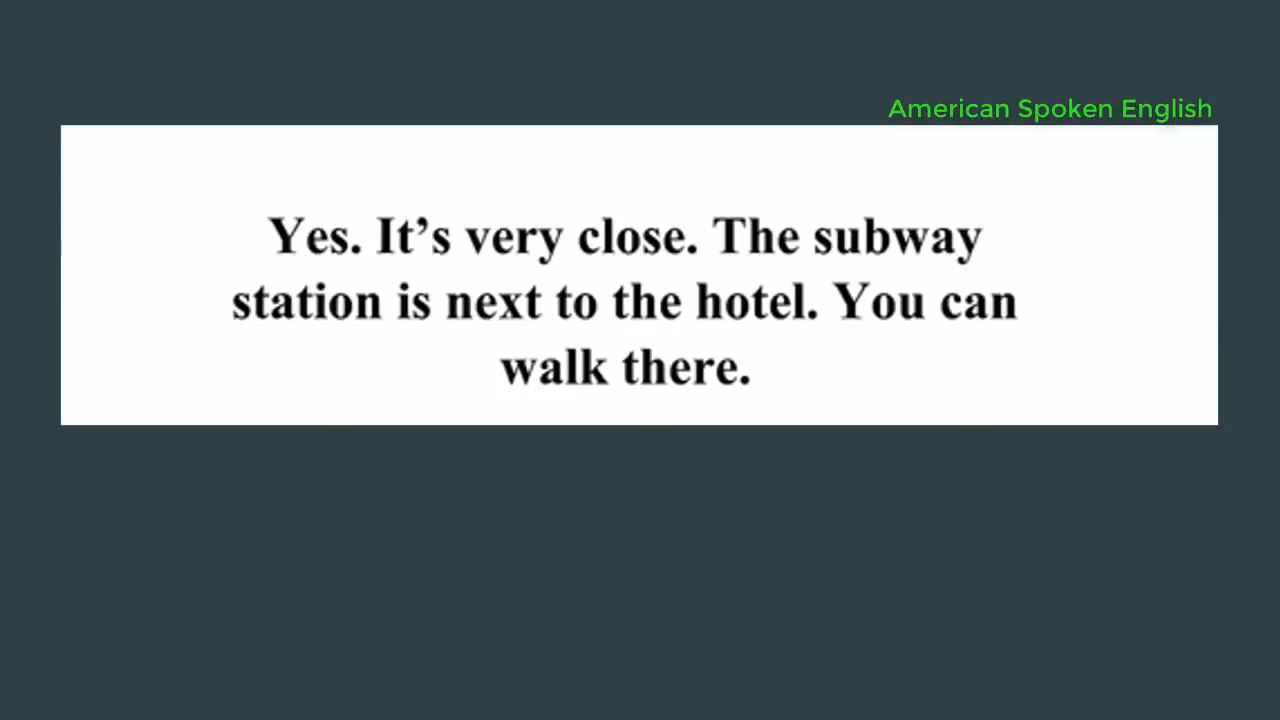 American Spoken English
Yes. It’s very close. The subway
station is next to the hotel. You can
walk there.